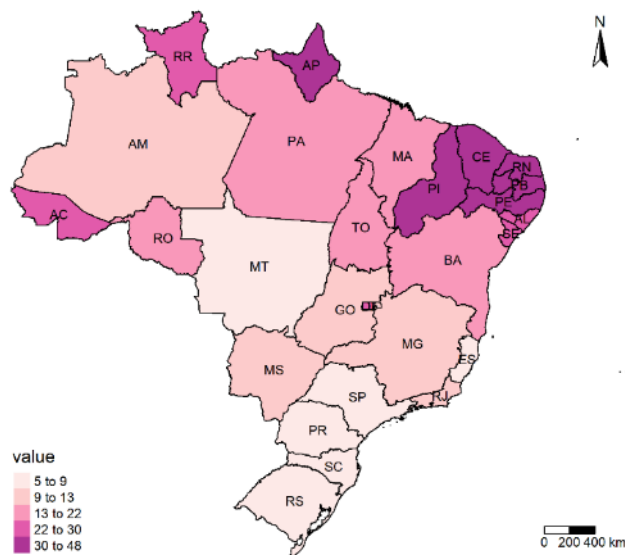 N
RR
AP
AM
PA
MA
CE
RN
PB
PI
PE
AC
AL
RO
TO
SE
BA
MT
GO
MG
MS
ES
SP
RJ
PR
SC
RS
value
5 to 9
9 to 13
13 to 22
22 to 30
30 to 48
0 200 400 km